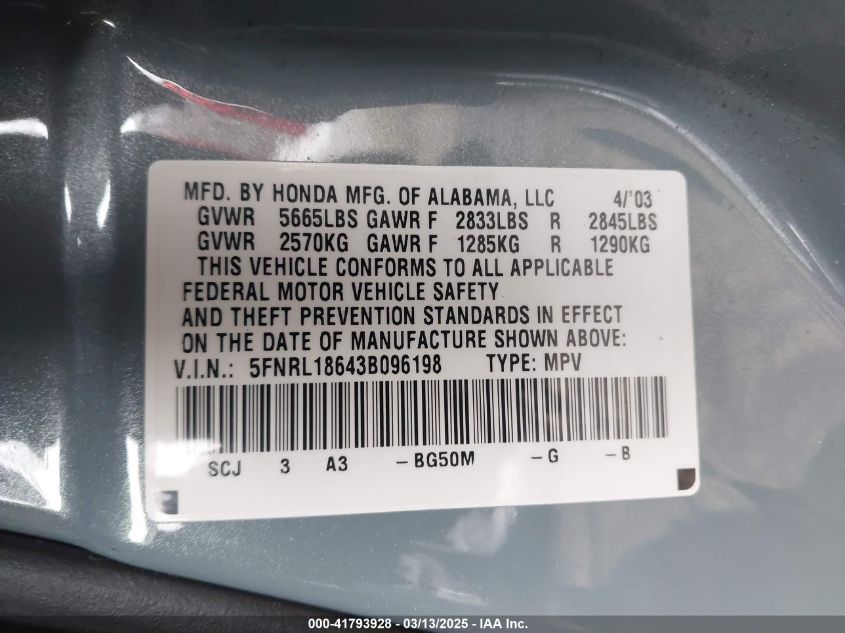 MFD. BY HONDA MFG. OF ALABAMA, LLC 4/'03
GVWR 5665LBS GAWR F 2833LBS R 2845LBS
GVWR 2570KG GAWR F 1285KG R 1290KG
THIS VEHICLE CONFORMS TO ALL APPLICABLE
FEDERAL MOTOR VEHICLE SAFETY
AND THEFT PREVENTION STANDARDS IN EFFECT
ON THE DATE OF MANUFACTURE SHOWN ABOVE:
V.I.N.: 5FNRL18643B096198 TYPE: MPV
SCJ 3 A3 -BG50M -G -B
000-41793928 - 03/13/2025 - IAA Inc.